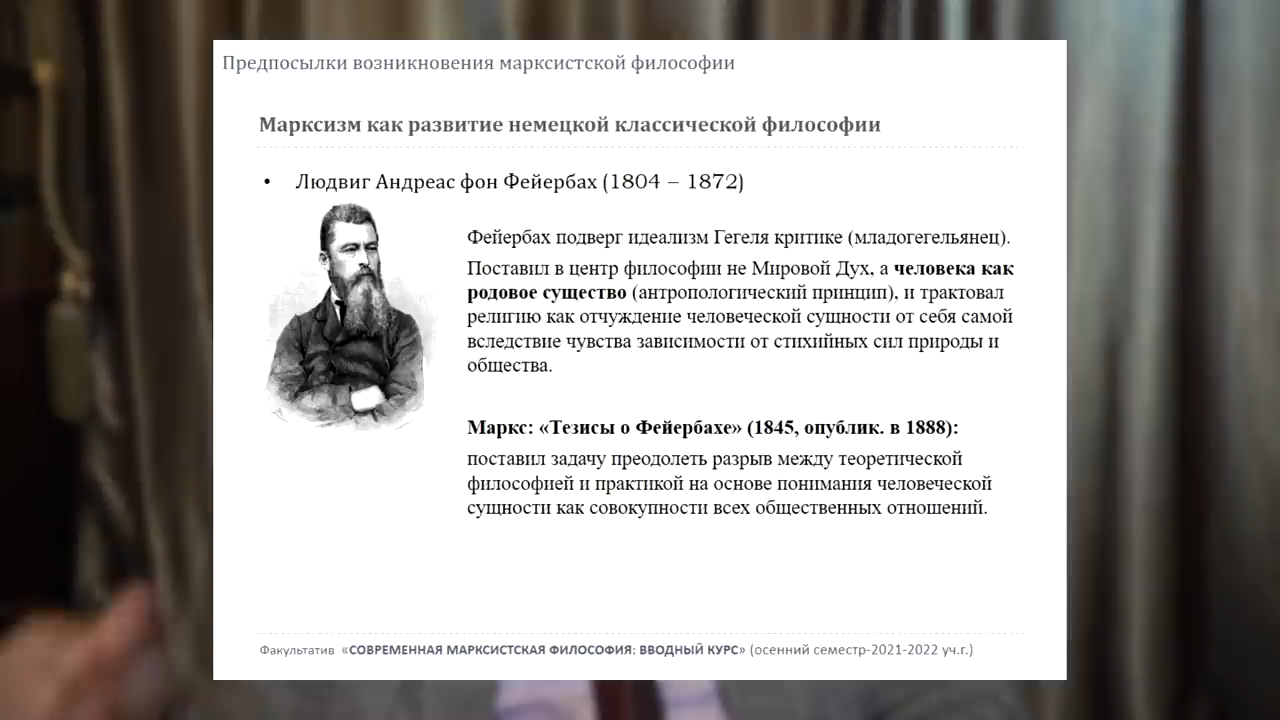 Предпосылки возникновения марксистской философии
Марксизм как развитие немецкой классической философии
• Людвиг Андреас фон Фейербах (1804 – 1872)
Фейербах подверг идеализм Гегеля критике (младогегельянец).
Поставил в центр философии не Мировой Дух, а человека как
родовое существо (антропологический принцип), и трактовал
религию как отчуждение человеческой сущности от себя самой
вследствие чувства зависимости от стихийных сил природы и
общества.
Маркс: «Тезисы о Фейербахе» (1845, опублик. в 1888):
поставил задачу преодолеть разрыв между теоретической
философией и практикой на основе понимания человеческой
сущности как совокупности всех общественных отношений.
Факультатив «СОВРЕМЕННАЯ МАРКСИСТСКАЯ ФИЛОСОФИЯ: ВВОДНЫЙ КУРС» (осенний семестр-2021-2022 уч.г.)